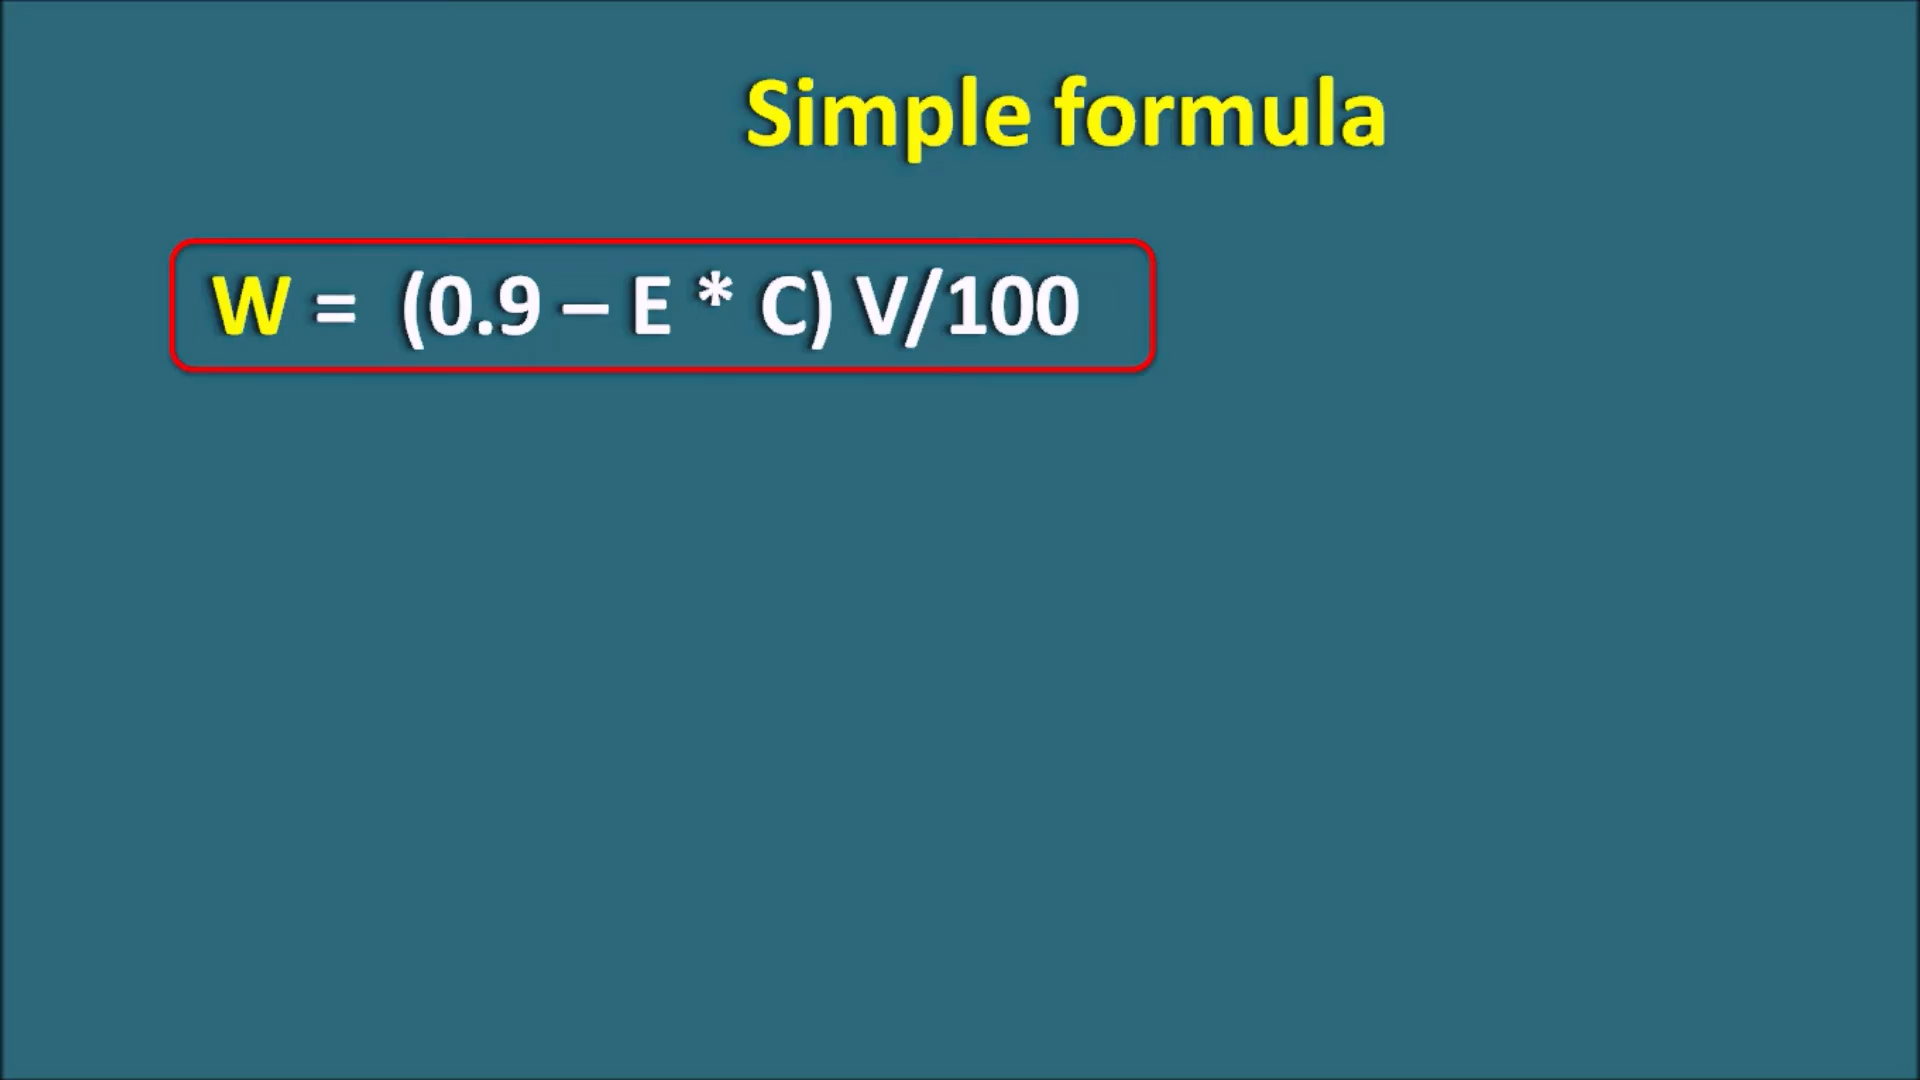 Simple formula
W = (0.9 – E * C) V/100